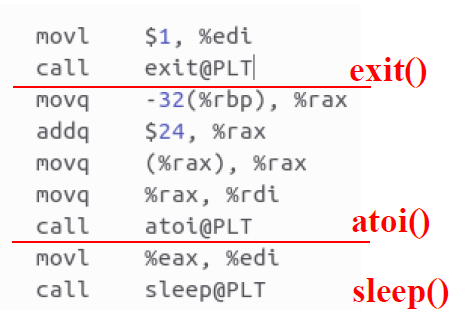 movl $1, %edi
call exit@PLT exit()
movq -32(%rbp), %rax
addq $24, %rax
movq (%rax), %rax
movq %rax, %rdi
call atoi@PLT atoi()
movl %eax, %edi
call sleep@PLT sleep()